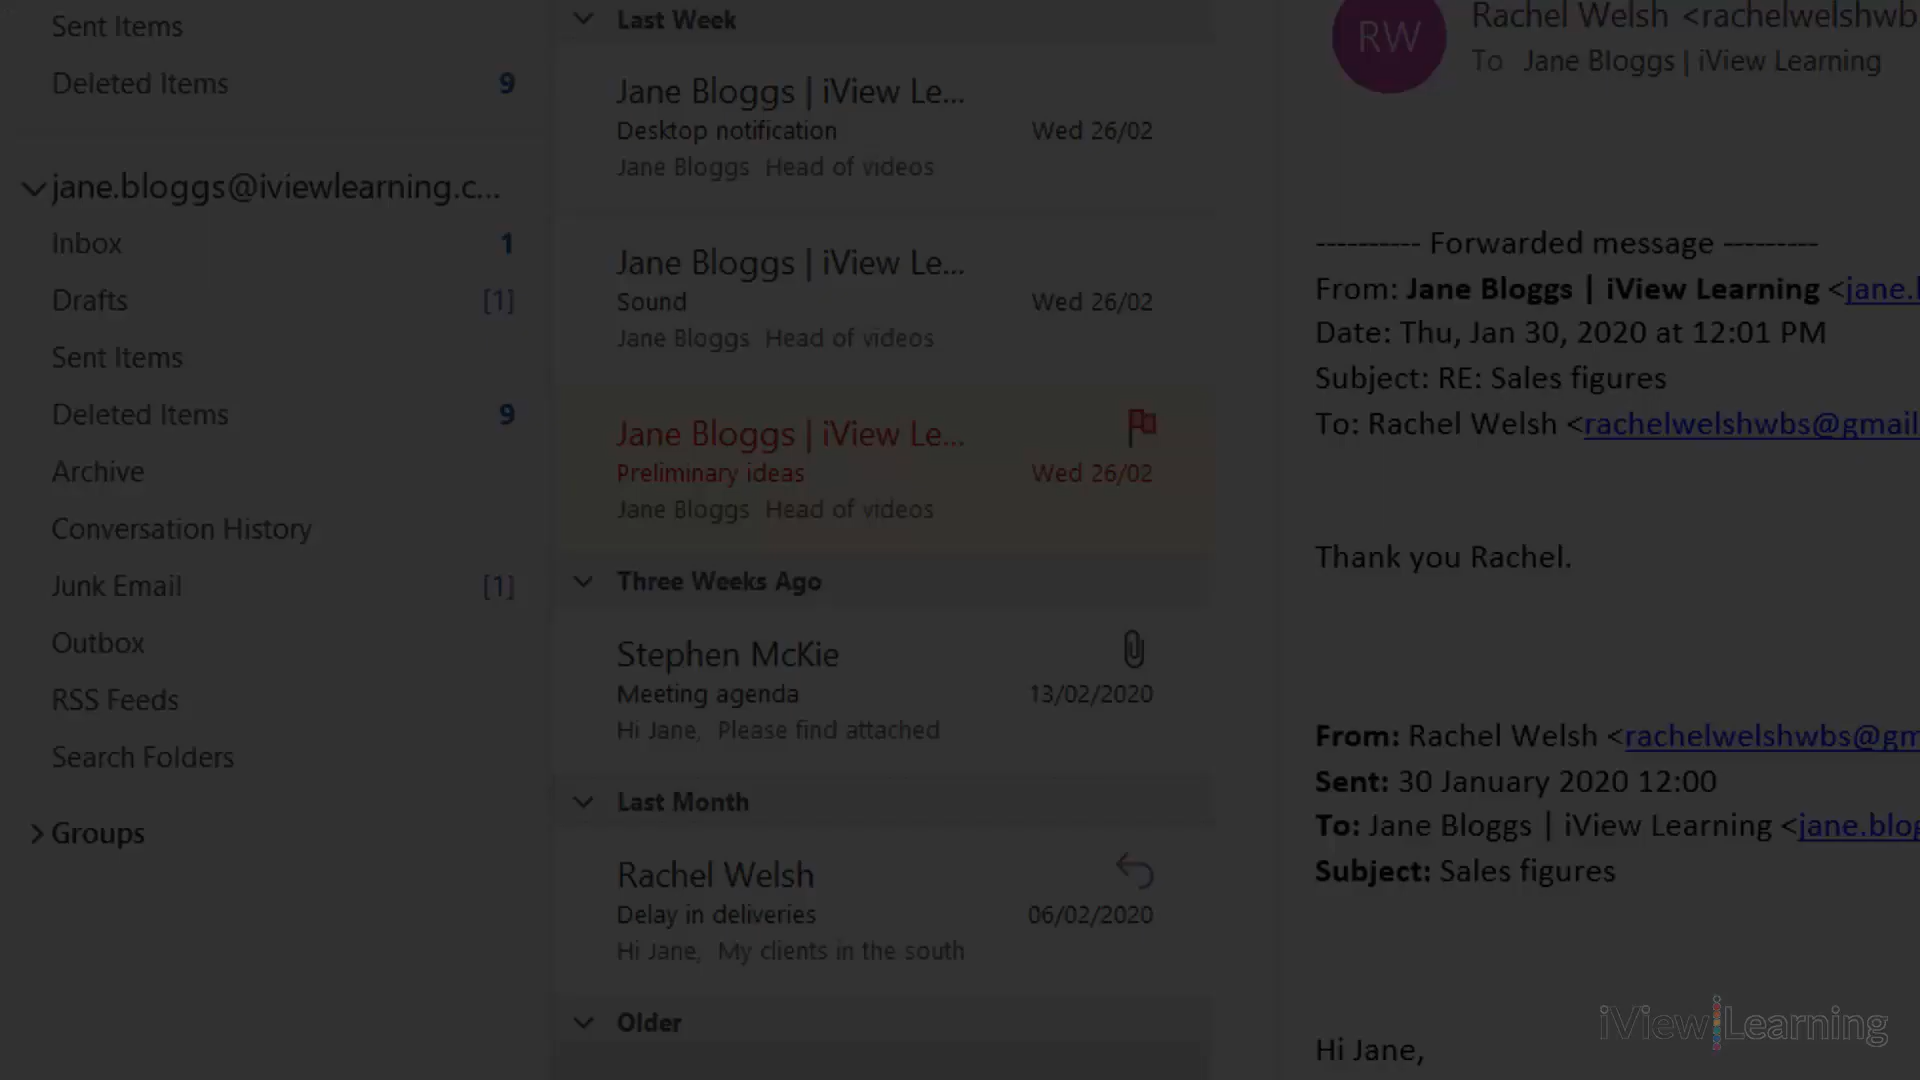 Sent Items
Deleted Items 9
jane.bloggs@iviewlearning.c...
Inbox 1
Drafts [1]
Sent Items
Deleted Items 9
Archive
Conversation History
Junk Email [1]
Outbox
RSS Feeds
Search Folders
Groups
Last Week
Jane Bloggs | iView Le...
Desktop notification Wed 26/02
Jane Bloggs Head of videos
Jane Bloggs | iView Le...
Sound Wed 26/02
Jane Bloggs Head of videos
Jane Bloggs | iView Le...
Preliminary ideas Wed 26/02
Jane Bloggs Head of videos
Three Weeks Ago
Stephen McKie
Meeting agenda 13/02/2020
Hi Jane, Please find attached
Last Month
Rachel Welsh
Delay in deliveries 06/02/2020
Hi Jane, My clients in the south
Older
RW
Rachel Welsh <rachelwelshwb
To Jane Bloggs | iView Learning
---------- Forwarded message ---------
From: Jane Bloggs | iView Learning <jane.
Date: Thu, Jan 30, 2020 at 12:01 PM
Subject: RE: Sales figures
To: Rachel Welsh <rachelwelshwbs@gmail
Thank you Rachel.
From: Rachel Welsh <rachelwelshwbs@gm
Sent: 30 January 2020 12:00
To: Jane Bloggs | iView Learning <jane.blog
Subject: Sales figures
Hi Jane,
iView Learning